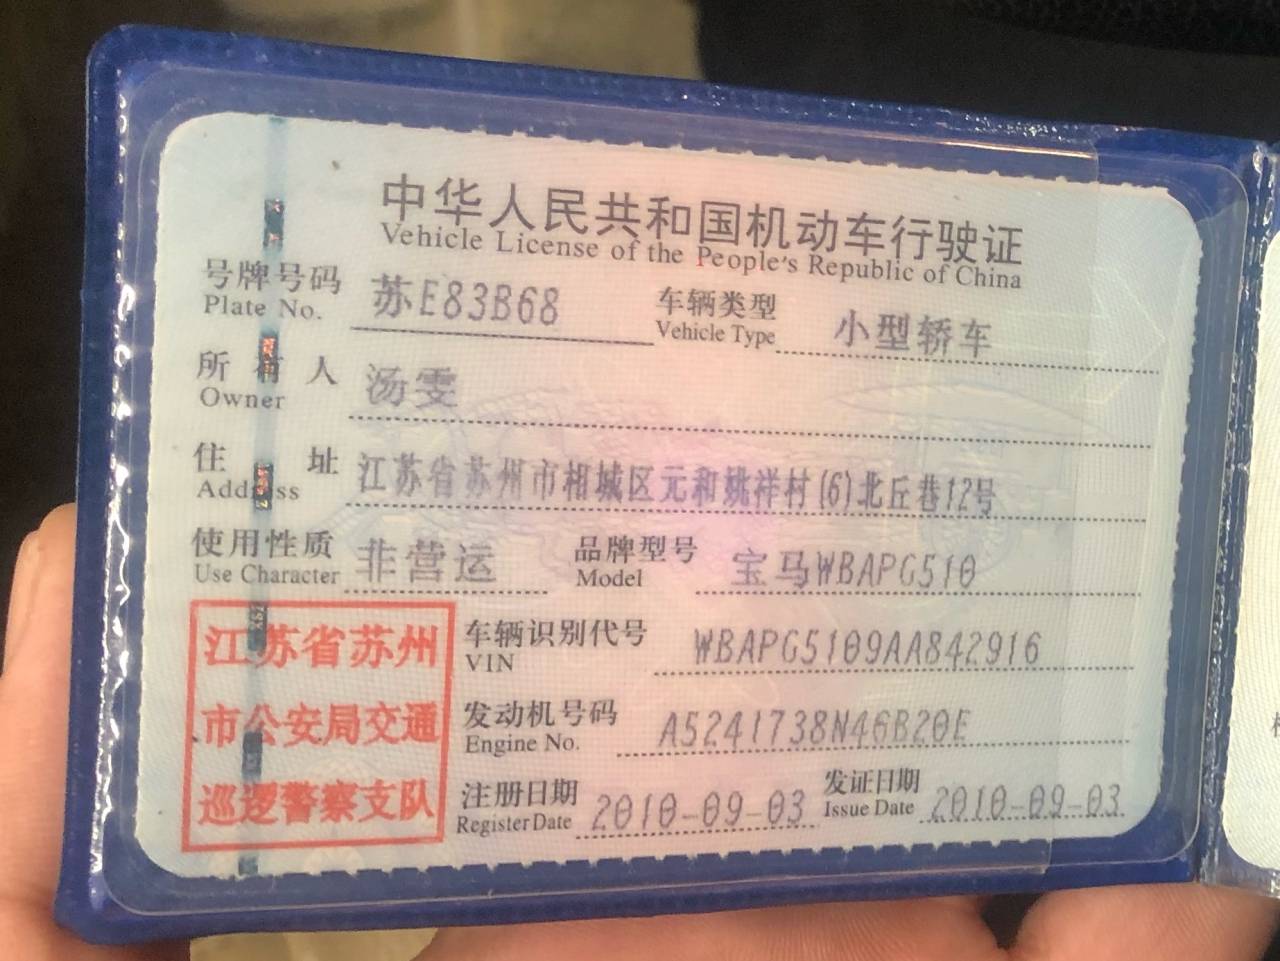 中华人民共和国机动车行驶证
Vehicle License of the People's Republic of China
号牌号码 苏E83B68 车辆类型 小型轿车
Plate No. Vehicle Type
所有人 汤雯
Owner
住址 江苏省苏州市相城区元和姚祥村(6)北丘巷12号
Address
使用性质 非营运 品牌型号 宝马WBAPG510
Use Character Model
江苏省苏州
市公安局交通
巡逻警察支队
车辆识别代号 WBAPG5109AA842916
VIN
发动机号码 A5241738N46B20E
Engine No.
注册日期 2010-09-03 发证日期 2010-09-03
Register Date Issue Date